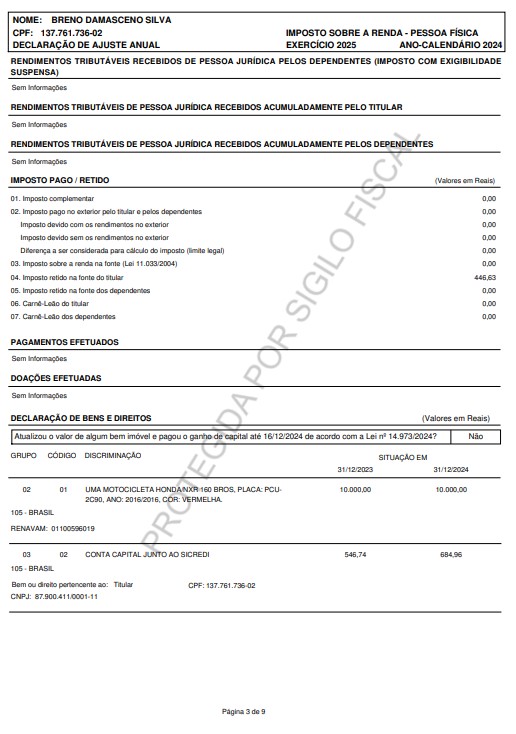 NOME: BRENO DAMASCENO SILVA
CPF: 137.761.736-02
IMPOSTO SOBRE A RENDA - PESSOA FÍSICA
DECLARAÇÃO DE AJUSTE ANUAL
EXERCÍCIO 2025 ANO-CALENDÁRIO 2024
RENDIMENTOS TRIBUTÁVEIS RECEBIDOS DE PESSOA JURÍDICA PELOS DEPENDENTES (IMPOSTO COM EXIGIBILIDADE
SUSPENSA)
Sem Informações
RENDIMENTOS TRIBUTÁVEIS DE PESSOA JURÍDICA RECEBIDOS ACUMULADAMENTE PELO TITULAR
Sem Informações
RENDIMENTOS TRIBUTÁVEIS DE PESSOA JURÍDICA RECEBIDOS ACUMULADAMENTE PELOS DEPENDENTES
Sem Informações
IMPOSTO PAGO / RETIDO (Valores em Reais)
01. Imposto complementar 0,00
02. Imposto pago no exterior pelo titular e pelos dependentes 0,00
Imposto devido com os rendimentos no exterior 0,00
Imposto devido sem os rendimentos no exterior 0,00
Diferença a ser considerada para cálculo do imposto (limite legal) 0,00
03. Imposto sobre a renda na fonte (Lei 11.033/2004) 0,00
04. Imposto retido na fonte do titular 446,63
05. Imposto retido na fonte dos dependentes 0,00
06. Carnê-Leão do titular 0,00
07. Carnê-Leão dos dependentes 0,00
PAGAMENTOS EFETUADOS
Sem Informações
DOAÇÕES EFETUADAS
Sem Informações
DECLARAÇÃO DE BENS E DIREITOS (Valores em Reais)
Atualizou o valor de algum bem imóvel e pagou o ganho de capital até 16/12/2024 de acordo com a Lei nº 14.973/2024? Não
GRUPO CÓDIGO DISCRIMINAÇÃO SITUAÇÃO EM
31/12/2023 31/12/2024
02 01 UMA MOTOCICLETA HONDA/NXR 160 BROS, PLACA: PCU- 10.000,00 10.000,00
2C90, ANO: 2016/2016, COR: VERMELHA.
105 - BRASIL
RENAVAM: 01100596019
03 02 CONTA CAPITAL JUNTO AO SICREDI 546,74 684,96
105 - BRASIL
Bem ou direito pertencente ao: Titular CPF: 137.761.736-02
CNPJ: 87.900.411/0001-11
PROTEGIDA POR SIGILO FISCAL
Página 3 de 9